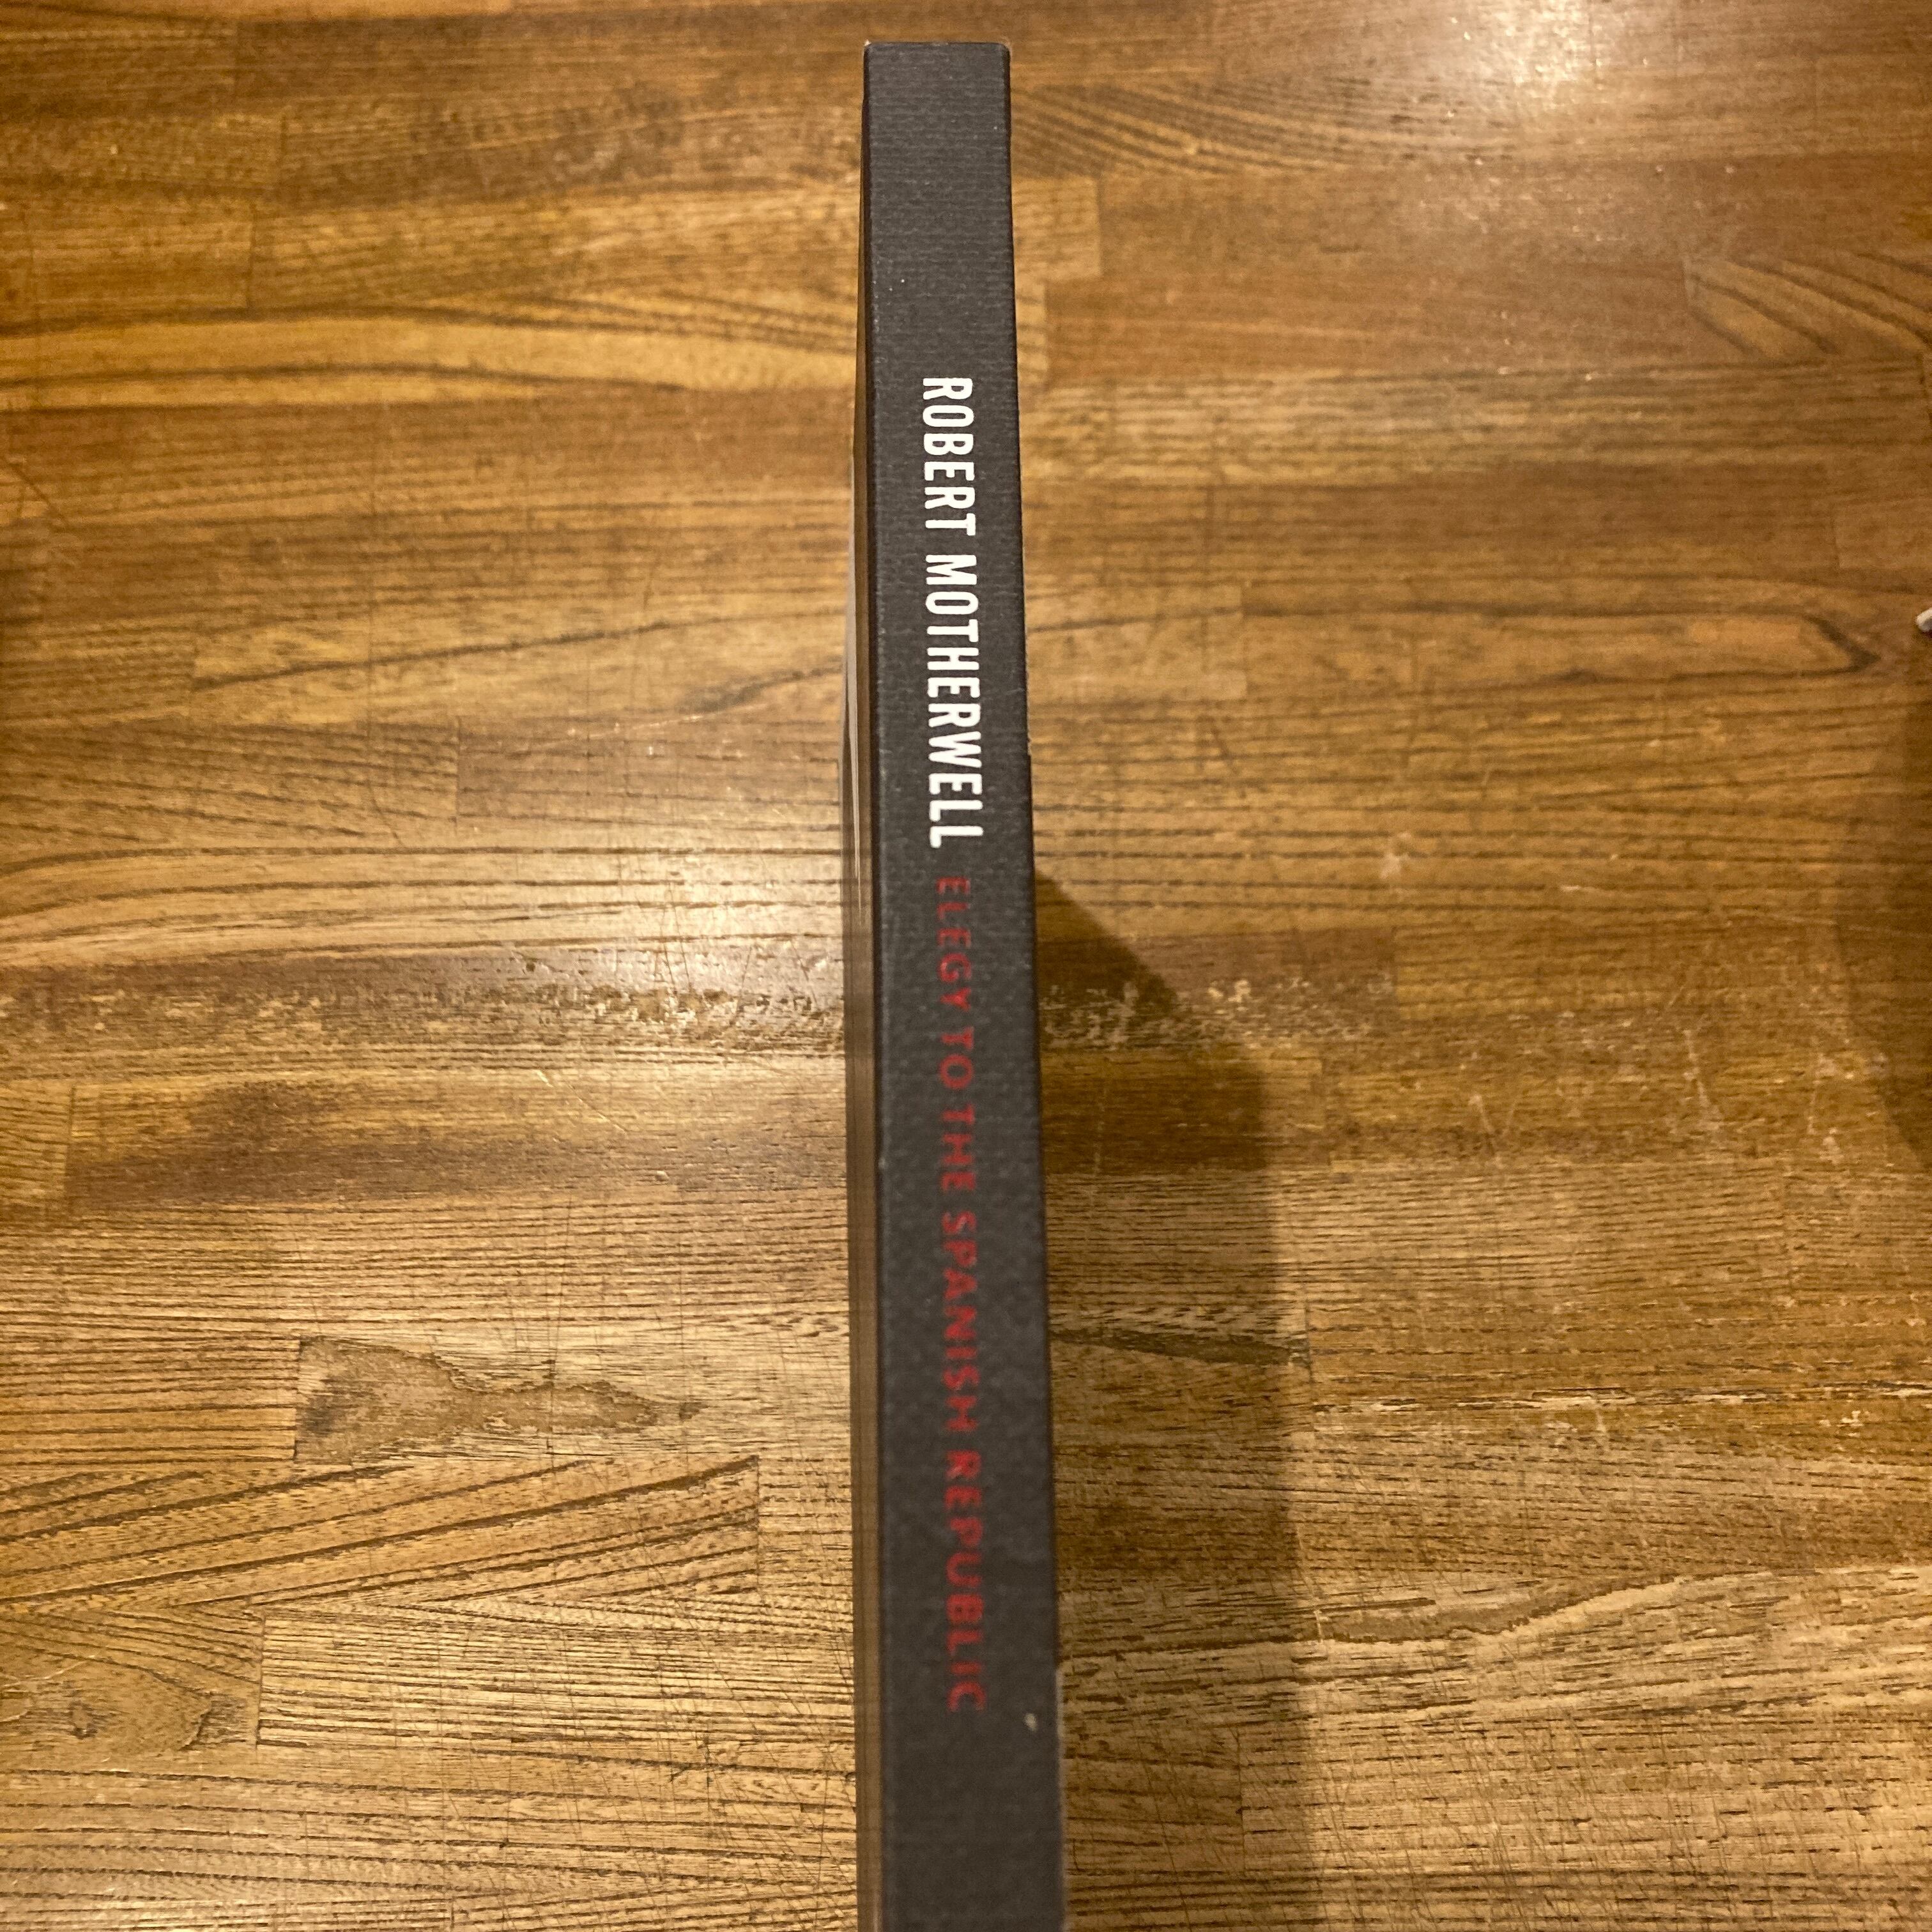 ROBERT MOTHERWELL ELEGY TO THE SPANISH REPUBLIC